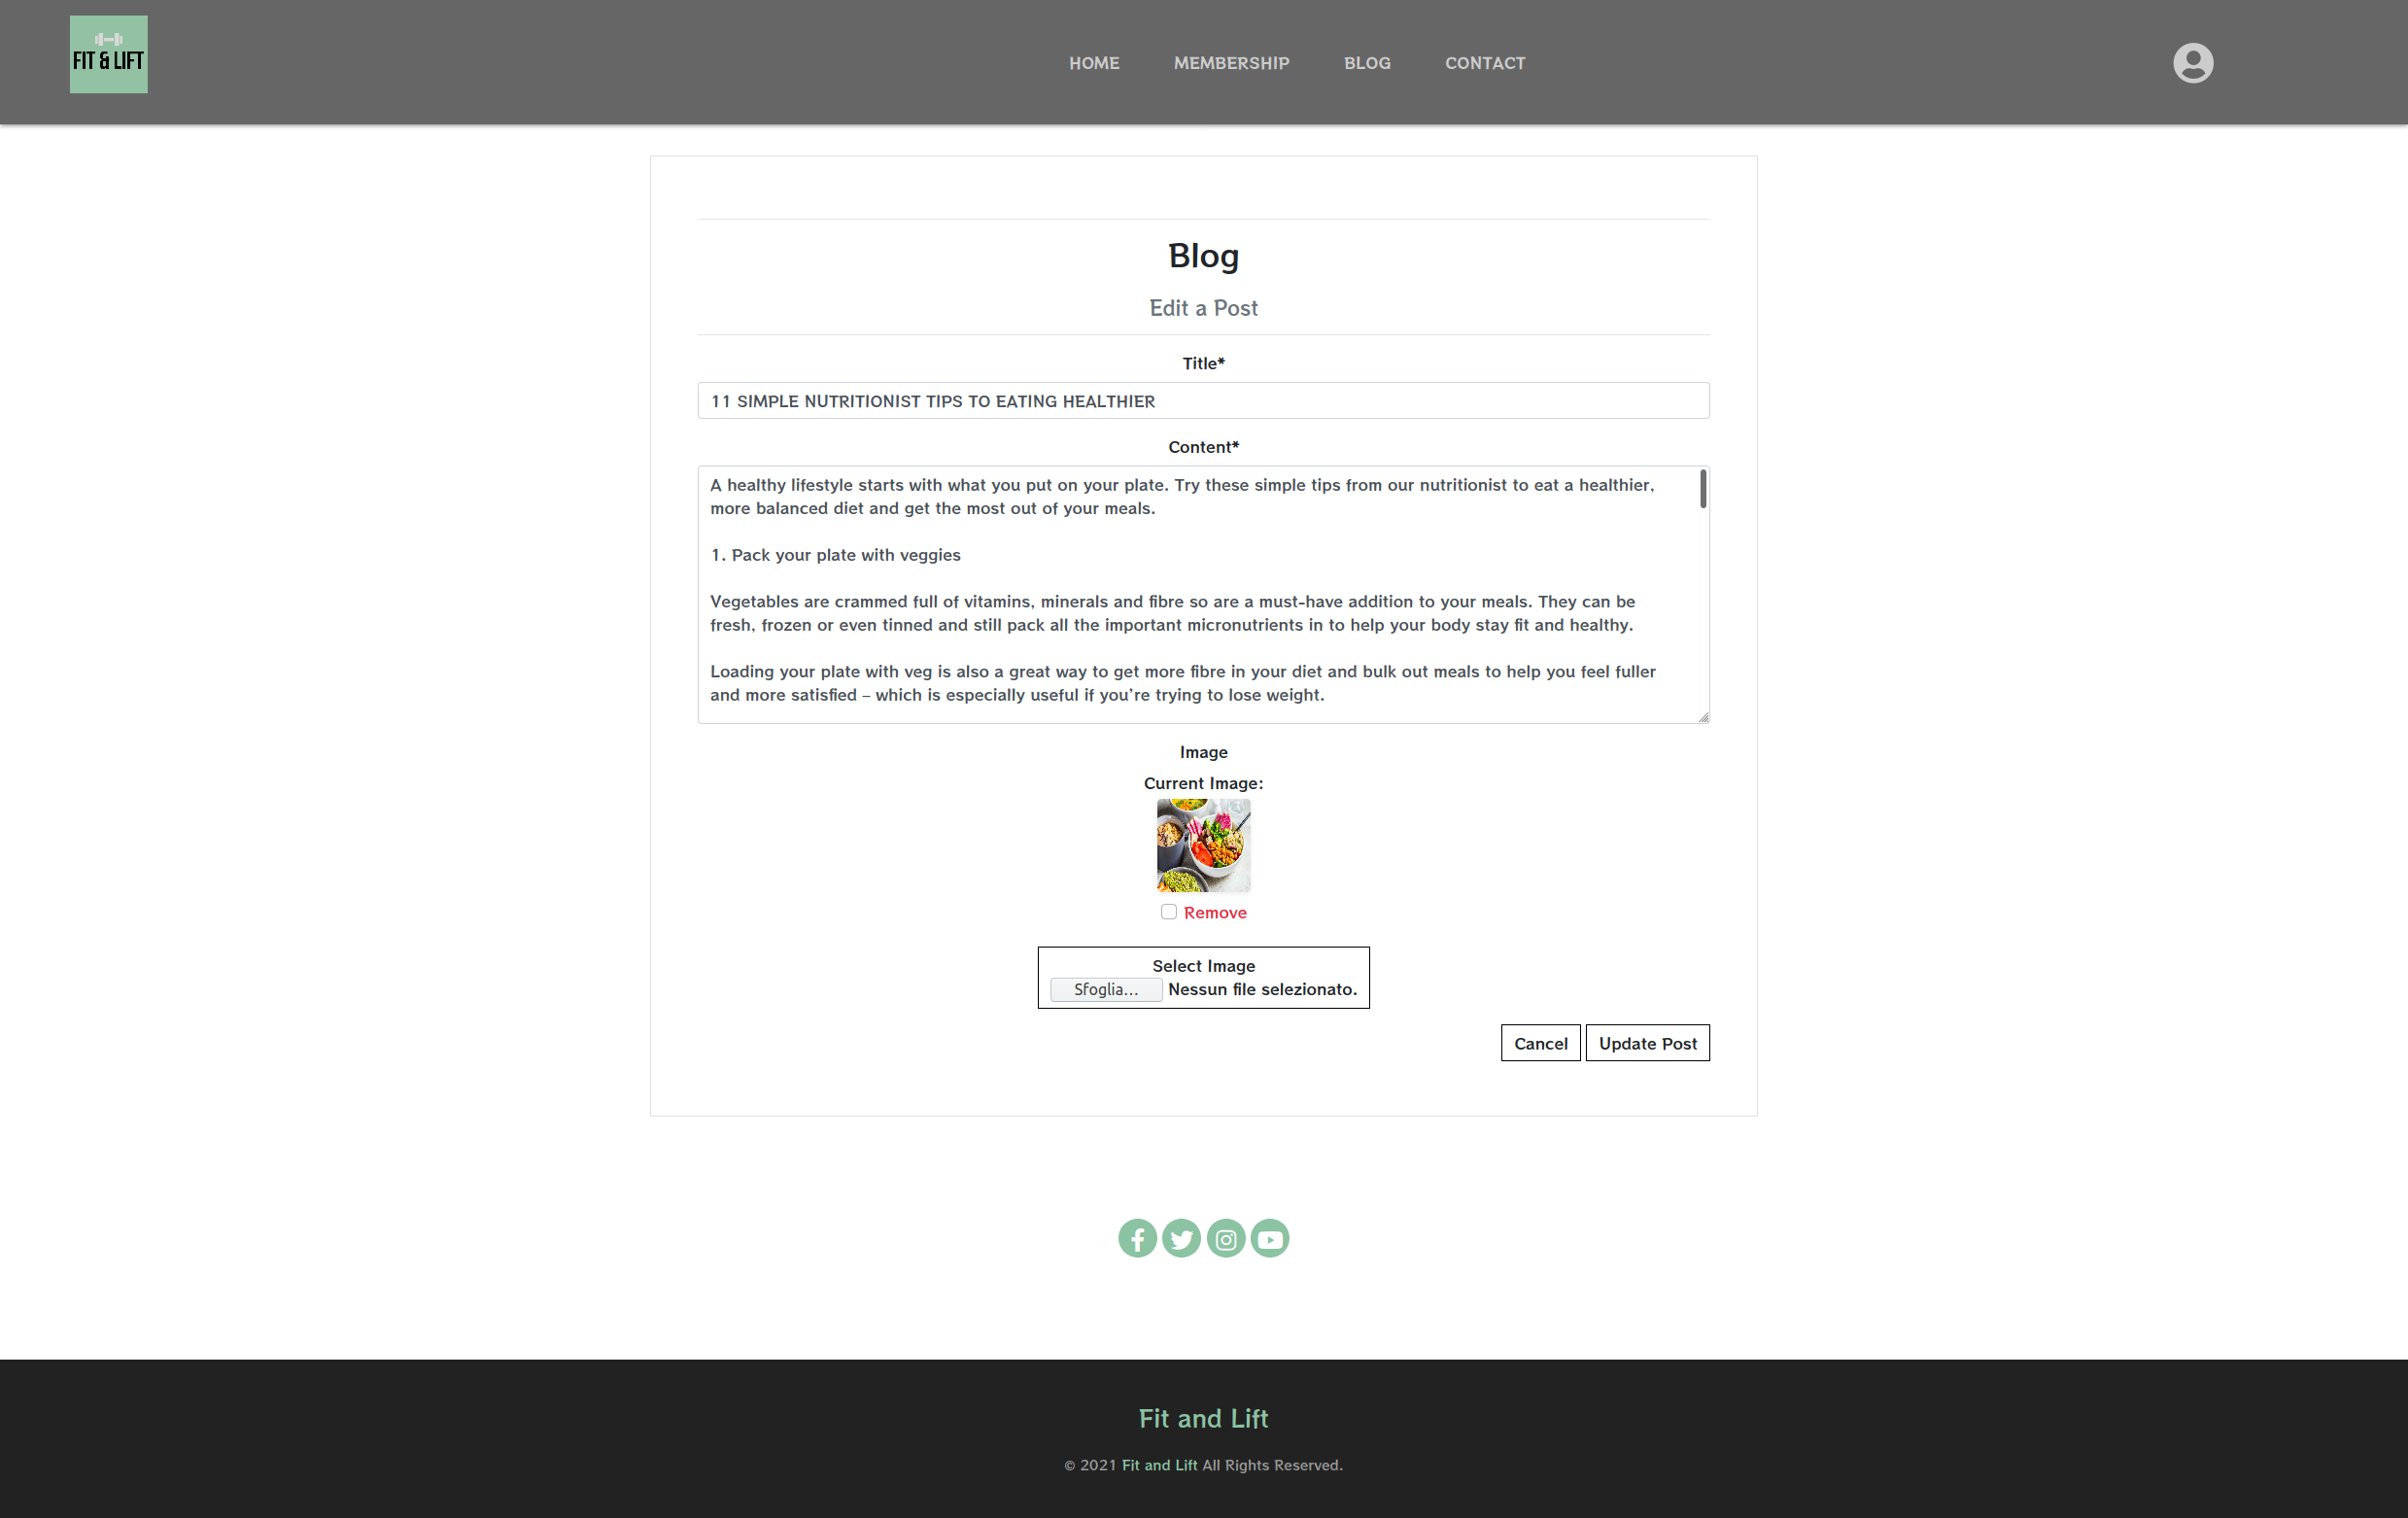 FIT & LIFT
HOME MEMBERSHIP BLOG CONTACT
Blog
Edit a Post
Title*
11 SIMPLE NUTRITIONIST TIPS TO EATING HEALTHIER
Content*
A healthy lifestyle starts with what you put on your plate. Try these simple tips from our nutritionist to eat a healthier,
more balanced diet and get the most out of your meals.
1. Pack your plate with veggies
Vegetables are crammed full of vitamins, minerals and fibre so are a must-have addition to your meals. They can be
fresh, frozen or even tinned and still pack all the important micronutrients in to help your body stay fit and healthy.
Loading your plate with veg is also a great way to get more fibre in your diet and bulk out meals to help you feel fuller
and more satisfied – which is especially useful if you’re trying to lose weight.
Image
Current Image:
Remove
Select Image
Sfoglia... Nessun file selezionato.
Cancel Update Post
Fit and Lift
© 2021 Fit and Lift All Rights Reserved.